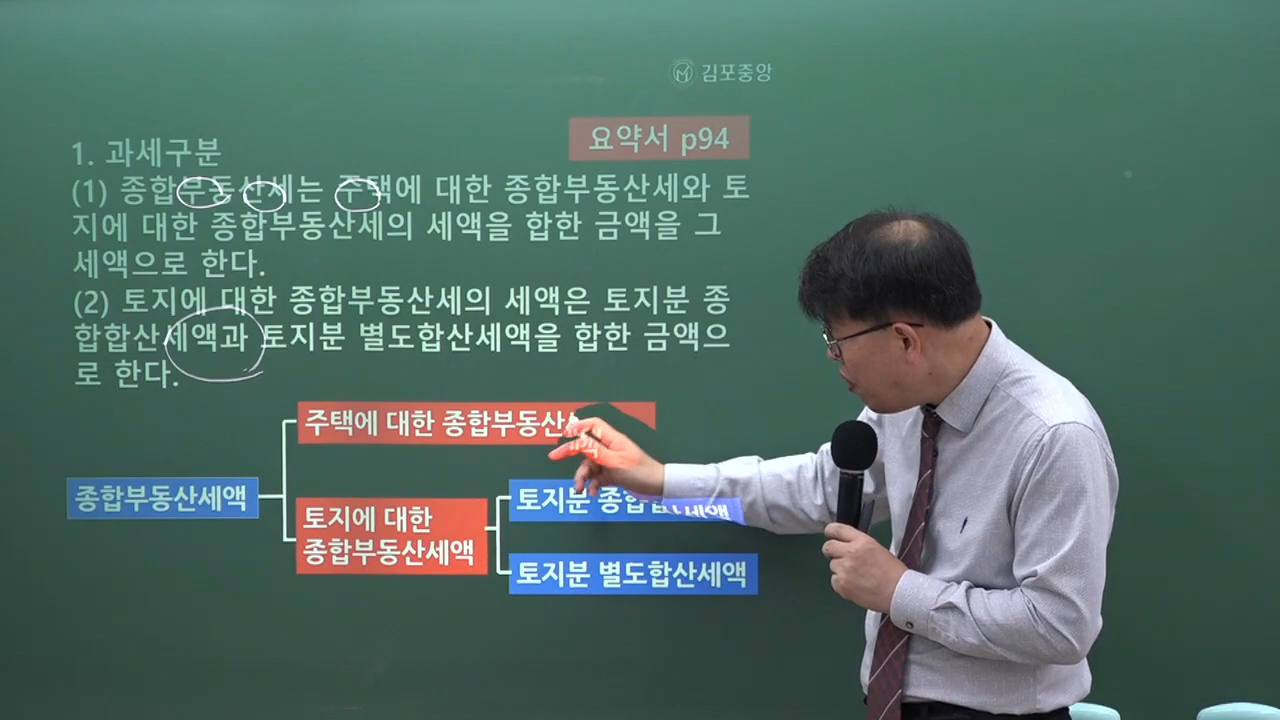 김포중앙
요약서 p94
1. 과세구분
(1) 종합부동산세는 주택에 대한 종합부동산세와 토
지에 대한 종합부동산세의 세액을 합한 금액을 그
세액으로 한다.
(2) 토지에 대한 종합부동산세의 세액은 토지분 종
합합산세액과 토지분 별도합산세액을 합한 금액으
로 한다.
주택에 대한 종합부동산
종합부동산세액
토지에 대한
종합부동산세액
토지분 종합
세액
토지분 별도합산세액